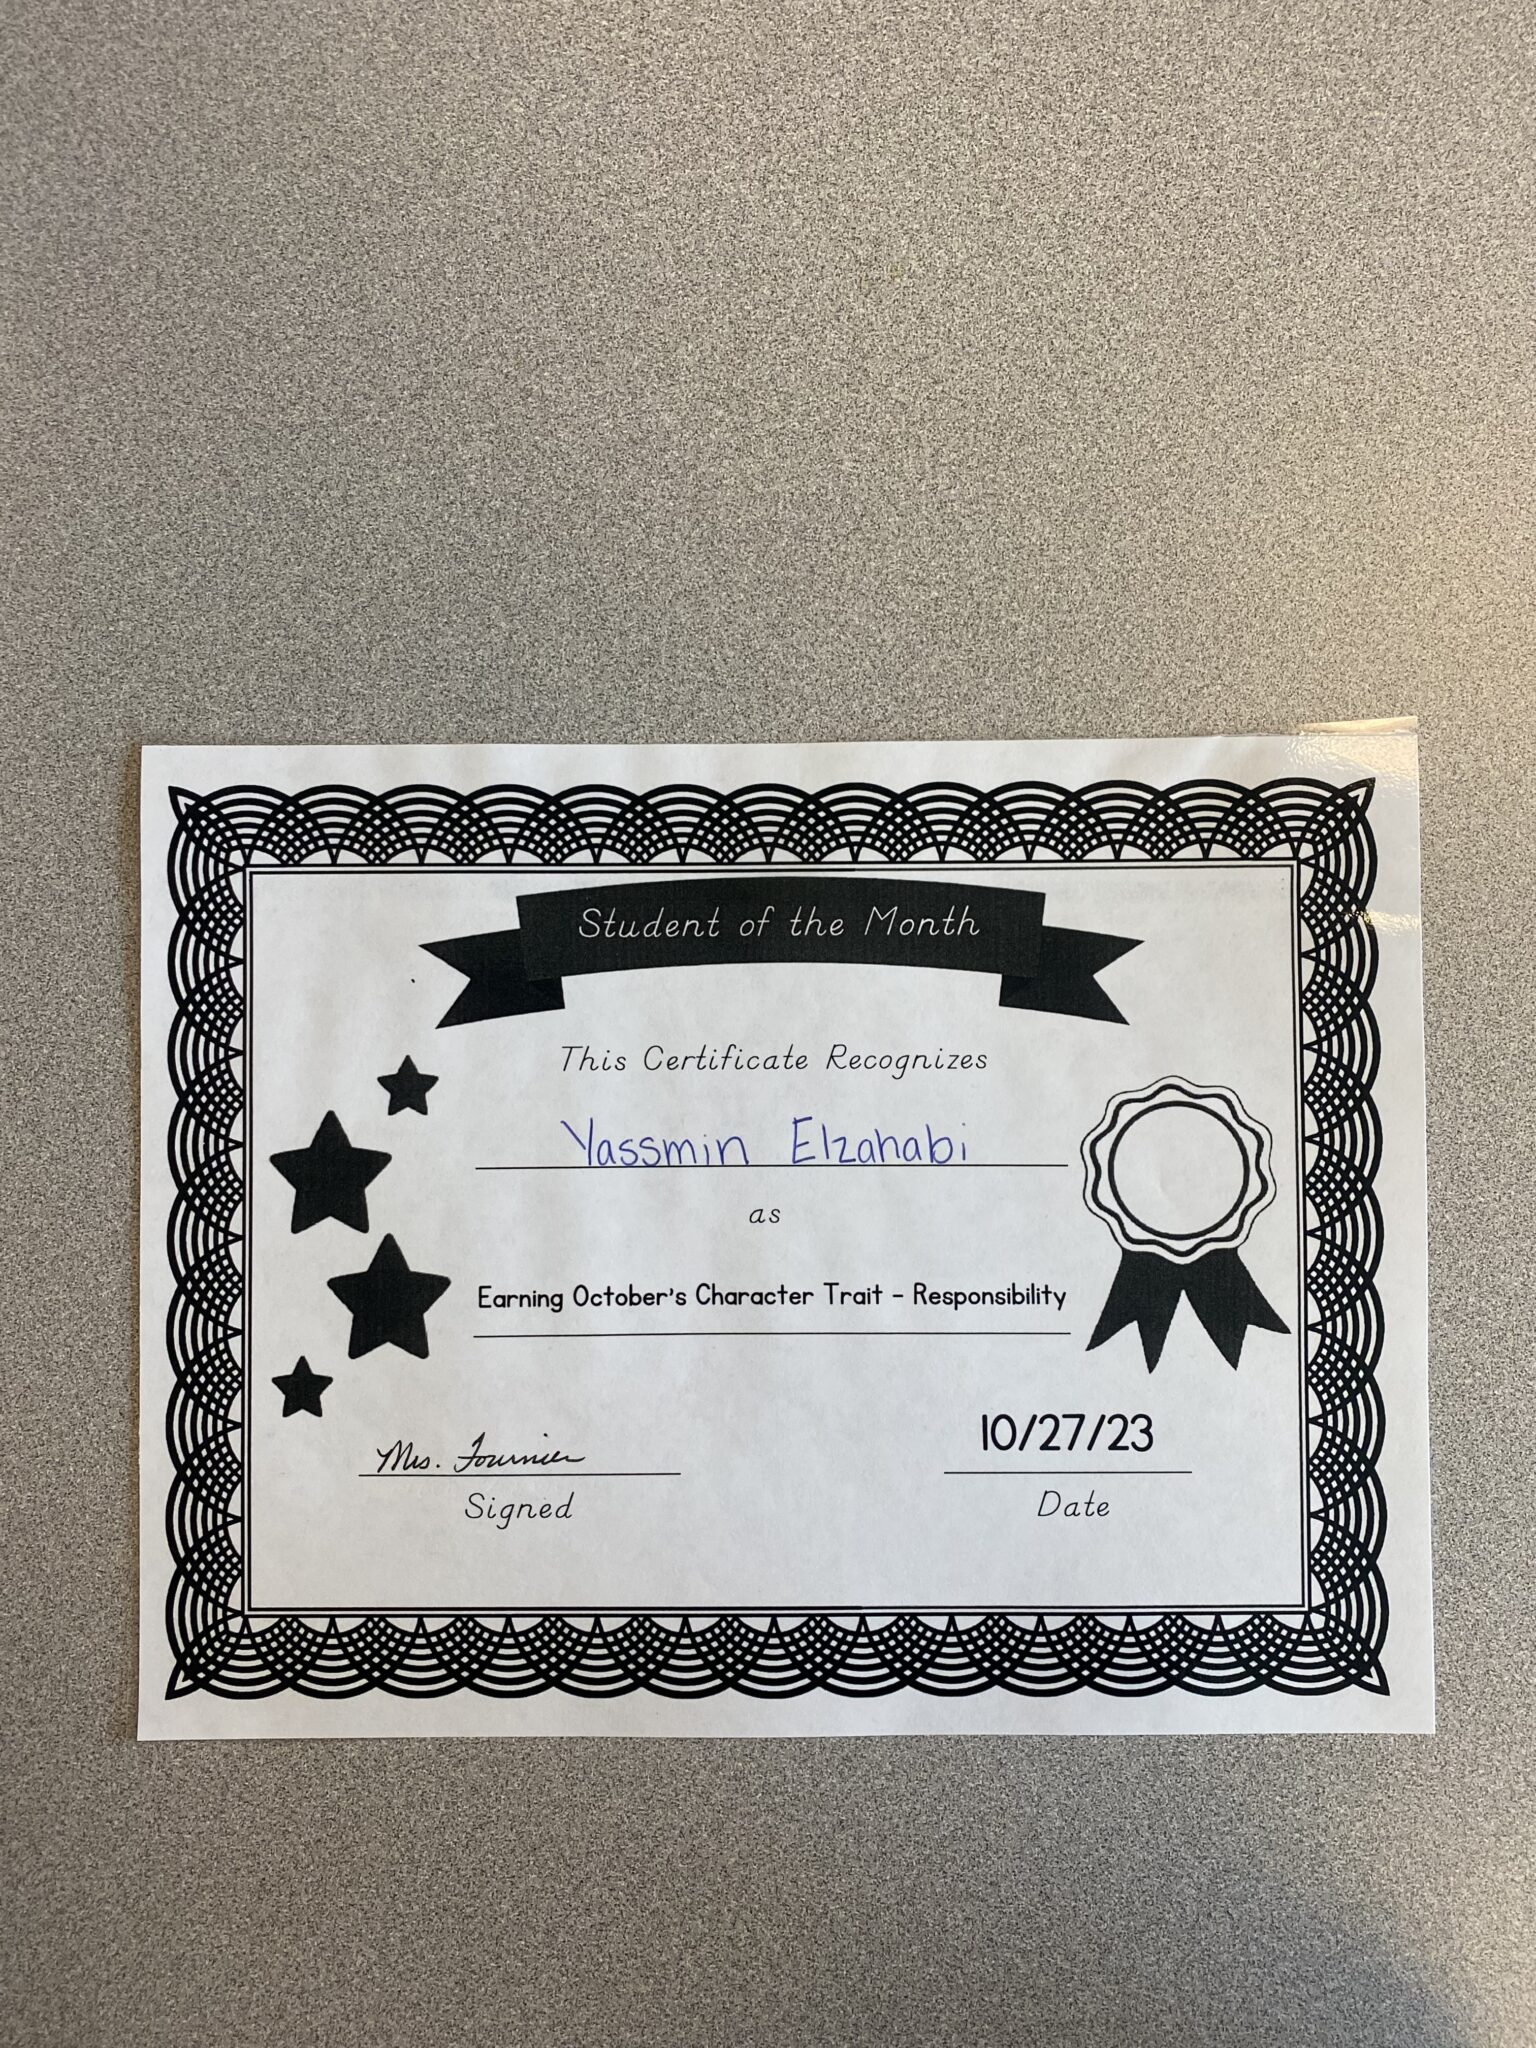 Student of the Month
This Certificate Recognizes
Yassmin Elzahabi
as
Earning October's Character Trait - Responsibility
Mrs. Fournier
10/27/23
Signed
Date